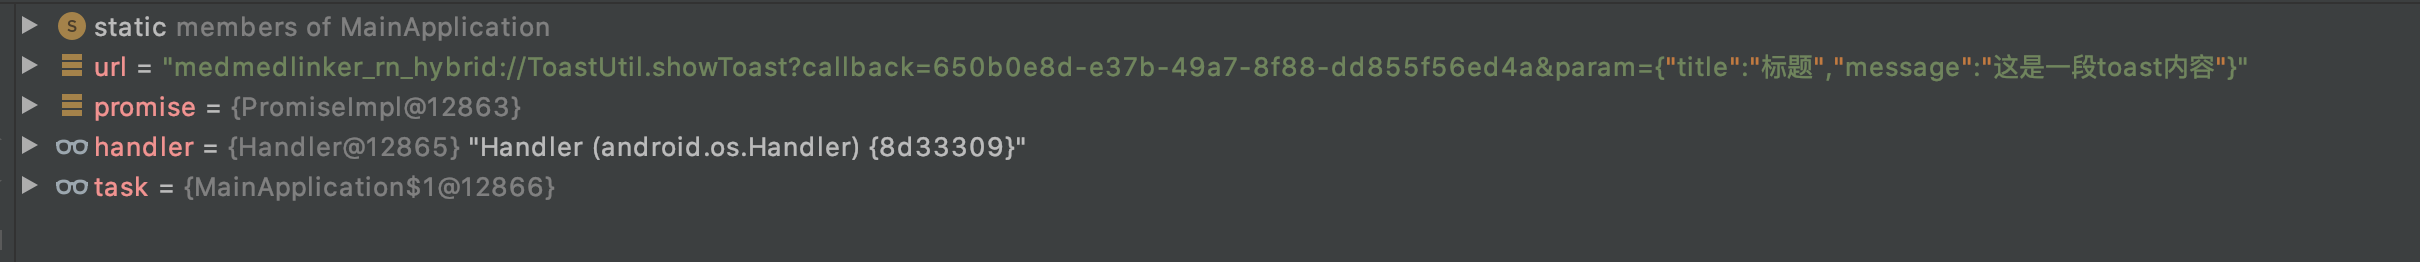 S static members of MainApplication
url = "medmedlinker_rn_hybrid://ToastUtil.showToast?callback=650b0e8d-e37b-49a7-8f88-dd855f56ed4a&param={"title":"标题","message":"这是一段toast内容"}"
promise = {PromiseImpl@12863}
handler = {Handler@12865} "Handler (android.os.Handler) {8d33309}"
task = {MainApplication$1@12866}